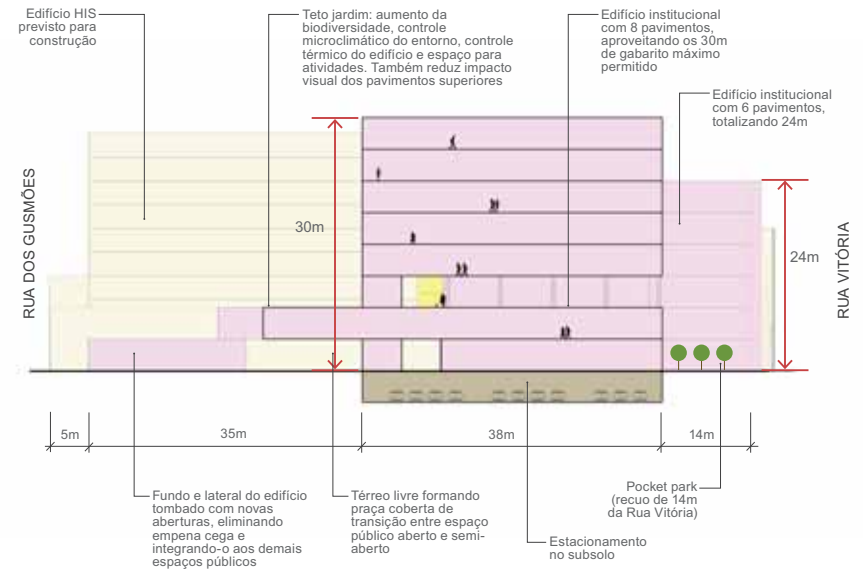 Edifício HIS
previsto para
construção
Teto jardim: aumento da
biodiversidade, controle
microclimático do entorno, controle
térmico do edifício e espaço para
atividades. Também reduz impacto
visual dos pavimentos superiores
Edifício institucional
com 8 pavimentos,
aproveitando os 30m
de gabarito máximo
permitido
Edifício institucional
com 6 pavimentos,
totalizando 24m
RUA DOS GUSMÕES
30m
24m
RUA VITÓRIA
5m
35m
38m
14m
Fundo e lateral do edifício
tombado com novas
aberturas, eliminando
empena cega e
integrando-o aos demais
espaços públicos
Térreo livre formando
praça coberta de
transição entre espaço
público aberto e semi-
aberto
Estacionamento
no subsolo
Pocket park
(recuo de 14m
da Rua Vitória)